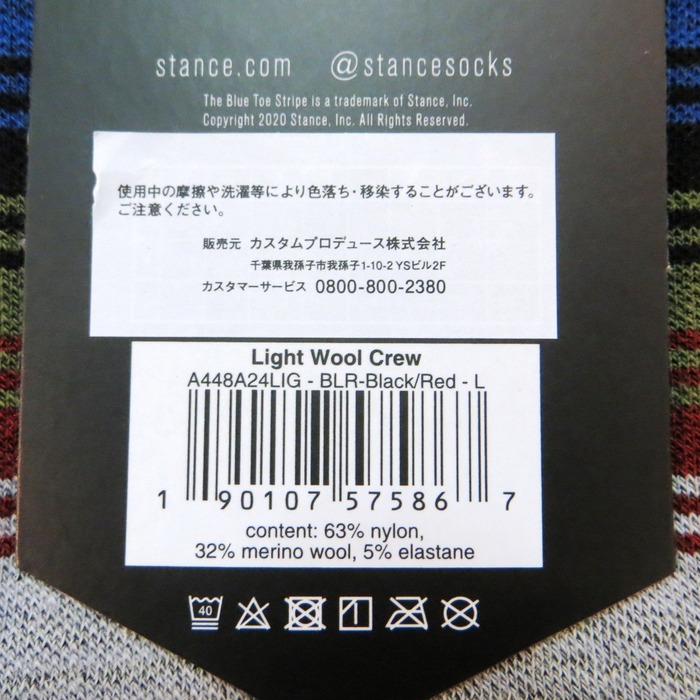 stance.com @stancesocks
The Blue Toe Stripe is a trademark of Stance, Inc.
Copyright 2020 Stance, Inc. All Rights Reserved.
使用中の摩擦や洗濯等により色落ち・移染することがございます。
ご注意ください。
販売元 カスタムプロデュース株式会社
千葉県我孫子市我孫子1-10-2 YSビル2F
カスタマーサービス 0800-800-2380
Light Wool Crew
A448A24LIG - BLR-Black/Red - L
1 90107 57586 7
content: 63% nylon,
32% merino wool, 5% elastane
40